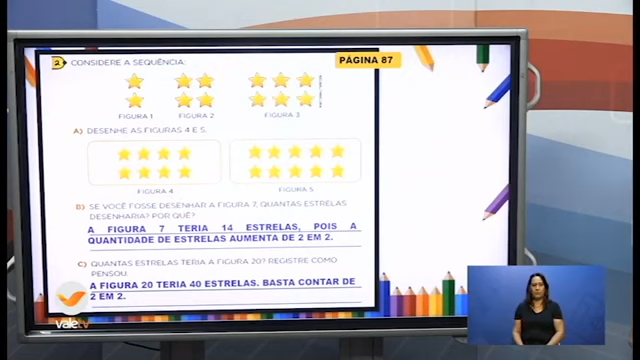 2 CONSIDERE A SEQUÊNCIA:
PÁGINA 87
FIGURA 1 FIGURA 2 FIGURA 3
A) DESENHE AS FIGURAS 4 E 5.
FIGURA 4 FIGURA 5
B) SE VOCÊ FOSSE DESENHAR A FIGURA 7, QUANTAS ESTRELAS
DESENHARIA? POR QUÊ?
A FIGURA 7 TERIA 14 ESTRELAS, POIS A
QUANTIDADE DE ESTRELAS AUMENTA DE 2 EM 2.
C) QUANTAS ESTRELAS TERIA A FIGURA 20? REGISTRE COMO
PENSOU.
A FIGURA 20 TERIA 40 ESTRELAS. BASTA CONTAR DE
2 EM 2.
valetv